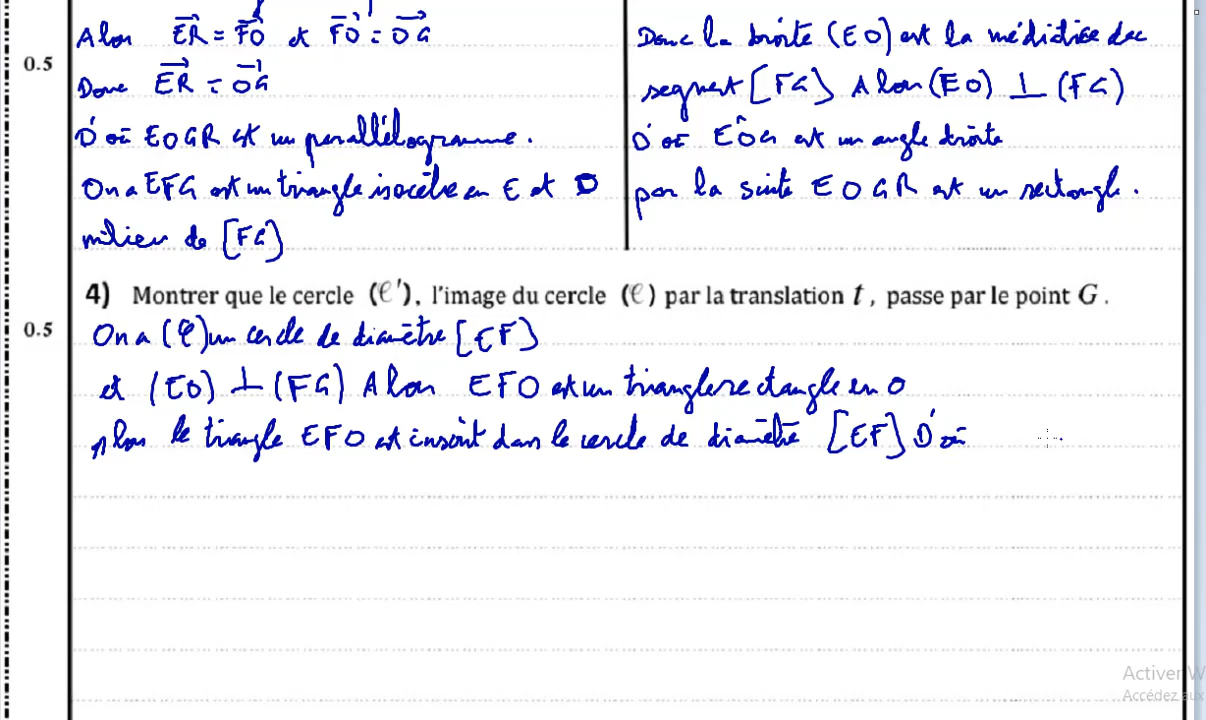 Alors ER = FO et FO = OG
0.5
Donc ER = OG
D'où EOGR est un parallélogramme.
On a EFG est un triangle isocèle en E et O
milieu de [FG]
Donc la droite (EO) est la médiatrice de
segment [FG] Alors (EO) ⊥ (FG)
D'où EÔG est un angle droite
par la suite EOGR est un rectangle.
4) Montrer que le cercle (C'), l'image du cercle (C) par la translation t, passe par le point G.
0.5
On a (C) un cercle de diamètre [EF]
et (EO) ⊥ (FG) Alors EFO est un triangle rectangle en O
Alors le triangle EFO est inscrit dans le cercle de diamètre [EF] D'où
Activer W
Accédez aux